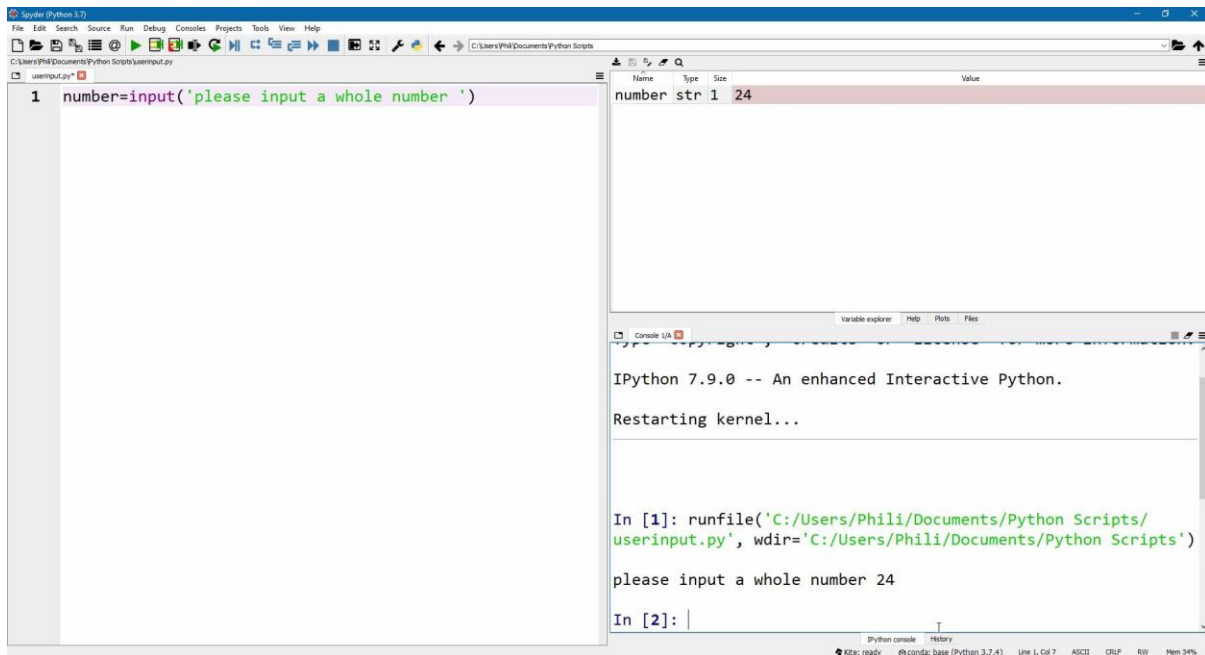 Spyder (Python 3.7)
File Edit Search Source Run Debug Consoles Projects Tools View Help
C:\Users\Phili\Documents\Python Scripts
C:\Users\Phili\Documents\Python Scripts\userinput.py
userinput.py*
1 number=input('please input a whole number ')
Name Type Size Value
number str 1 24
Variable explorer Help Plots Files
Console 1/A
IPython 7.9.0 -- An enhanced Interactive Python.
Restarting kernel...
In [1]: runfile('C:/Users/Phili/Documents/Python Scripts/
userinput.py', wdir='C:/Users/Phili/Documents/Python Scripts')
please input a whole number 24
In [2]:
IPython console History
Kite: ready conda: base (Python 3.7.4) Line 1, Col 7 ASCII CRLF RW Mem 34%